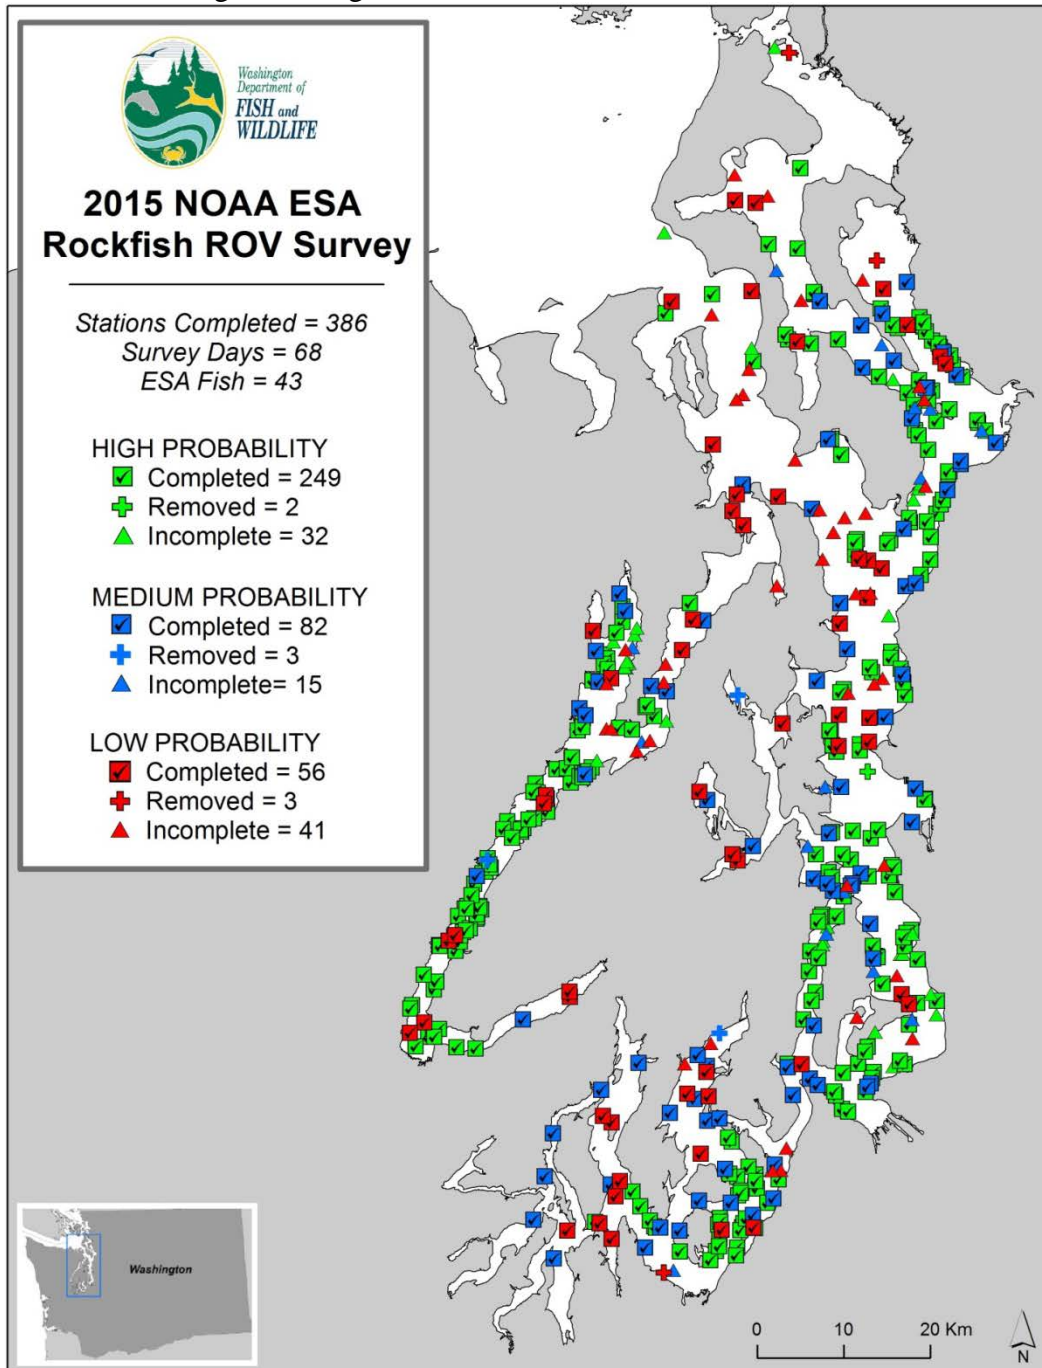 Washington
Department of
FISH and
WILDLIFE
2015 NOAA ESA
Rockfish ROV Survey
Stations Completed = 386
Survey Days = 68
ESA Fish = 43
HIGH PROBABILITY
Completed = 249
Removed = 2
Incomplete = 32
MEDIUM PROBABILITY
Completed = 82
Removed = 3
Incomplete= 15
LOW PROBABILITY
Completed = 56
Removed = 3
Incomplete = 41
Washington
0 10 20 Km
N